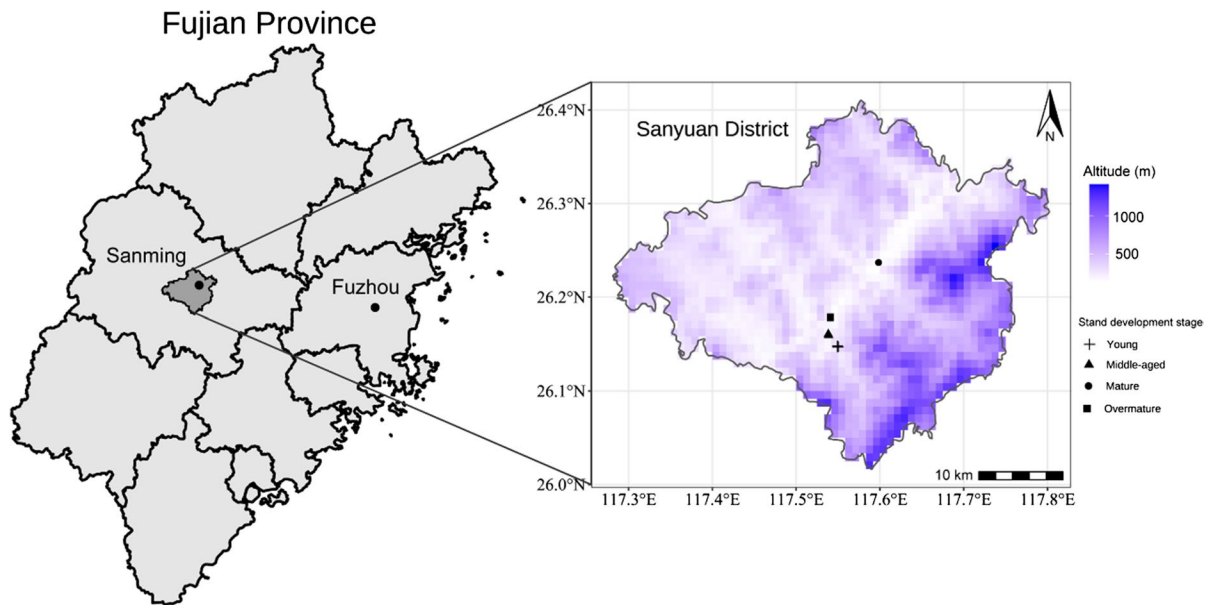 Fujian Province
Sanming
Fuzhou
Sanyuan District
N
26.4°N
26.3°N
26.2°N
26.1°N
26.0°N
117.3°E 117.4°E 117.5°E 117.6°E 117.7°E 117.8°E
10 km
Altitude (m)
1000
500
Stand development stage
Young
Middle-aged
Mature
Overmature